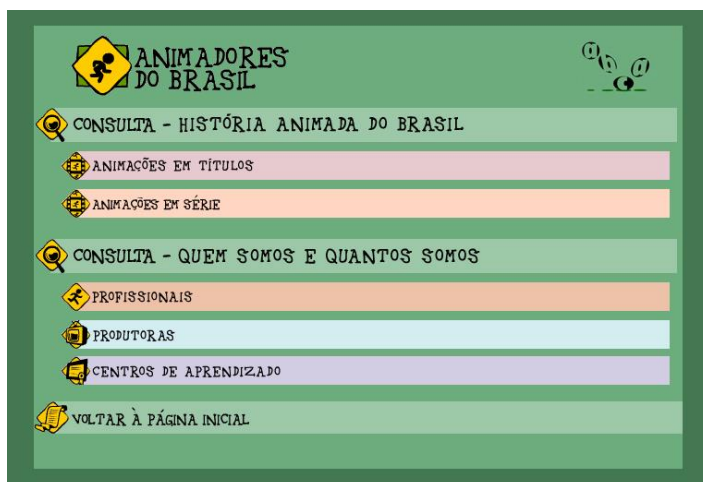 ANIMADORES
DO BRASIL
CONSULTA - HISTÓRIA ANIMADA DO BRASIL
ANIMAÇÕES EM TÍTULOS
ANIMAÇÕES EM SÉRIE
CONSULTA - QUEM SOMOS E QUANTOS SOMOS
PROFISSIONAIS
PRODUTORAS
CENTROS DE APRENDIZADO
VOLTAR À PÁGINA INICIAL